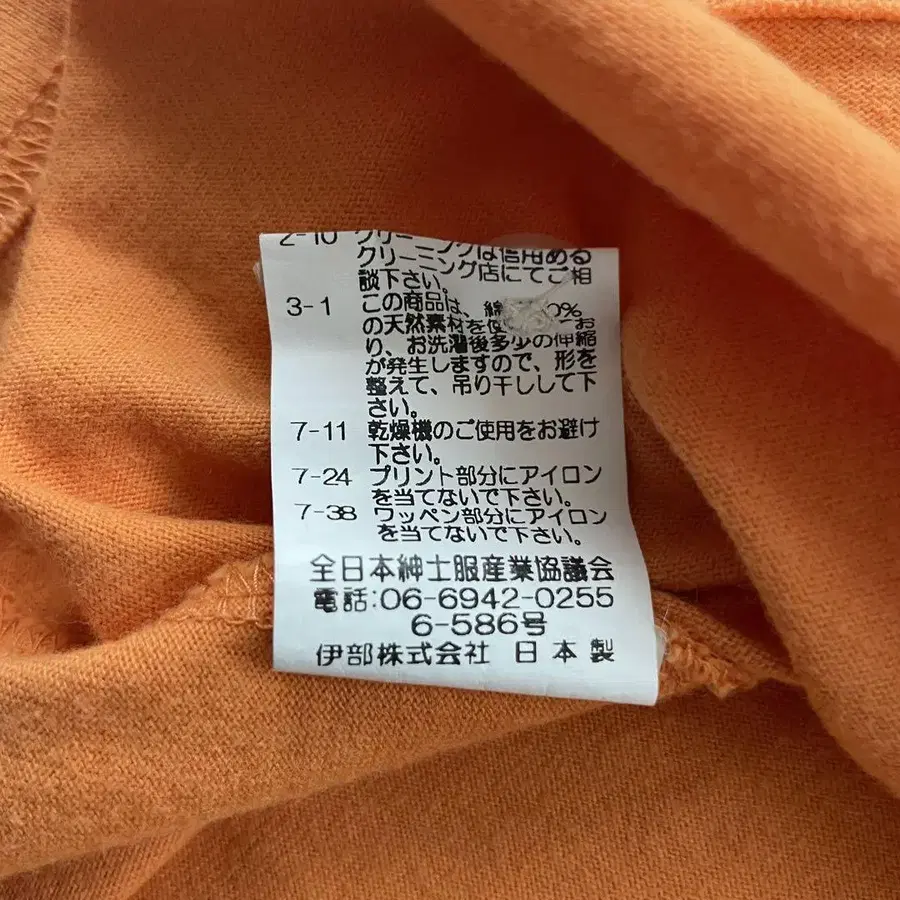 2-10 クリーニングは信用ある
クリーニング店にてご相
談下さい。
3-1 この商品は、綿 0%
の天然素材を使 お
り、お洗濯後多少の伸縮
が発生しますので、形を
整えて、吊り干しして下
さい。
7-11 乾燥機のご使用をお避け
下さい。
7-24 プリント部分にアイロン
を当てないで下さい。
7-38 ワッペン部分にアイロン
を当てないで下さい。
全日本紳士服産業協議会
電話:06-6942-0255
6-586号
伊部株式会社 日本製